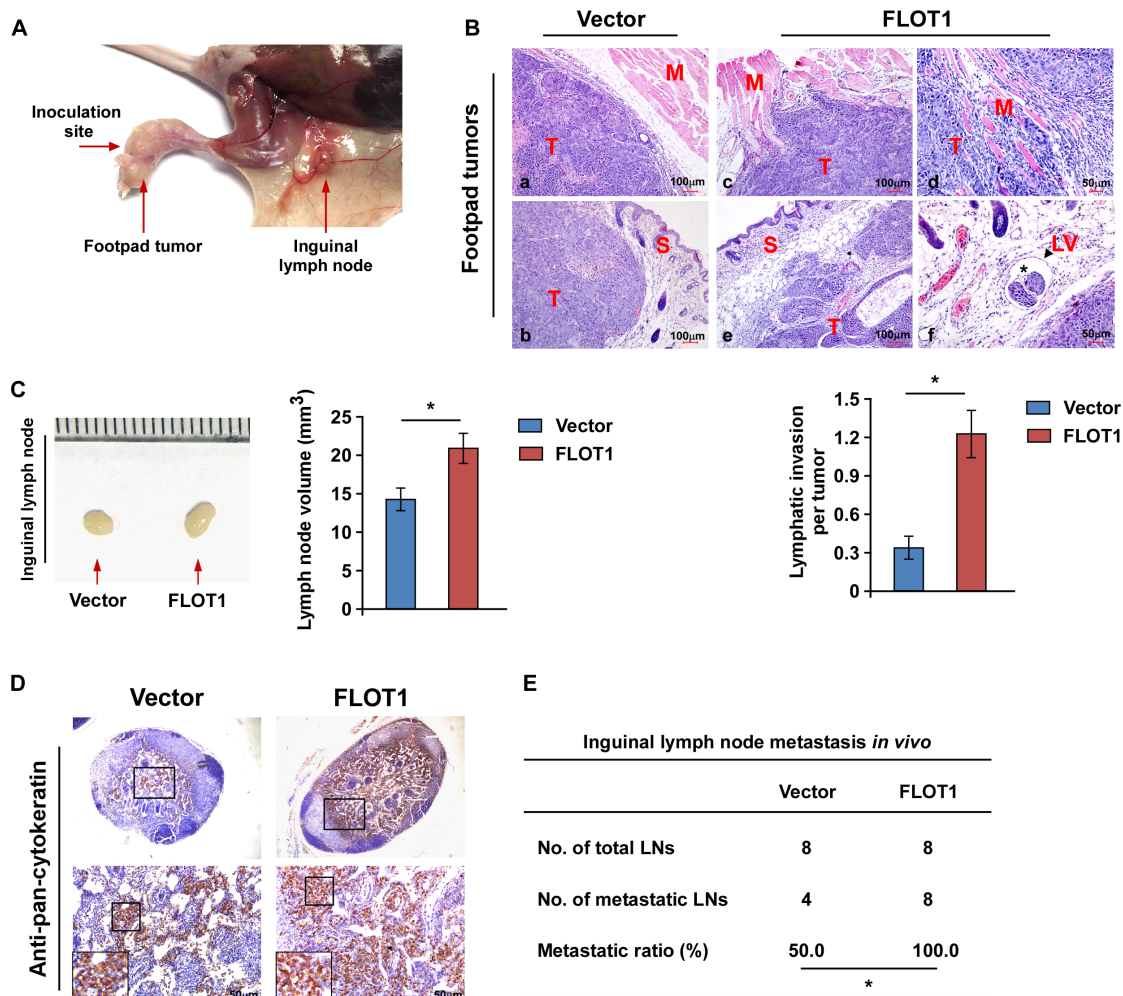 A
Inoculation
site
Footpad tumor
Inguinal
lymph node
B
Vector
FLOT1
Footpad tumors
M
T
a
100μm
M
T
c
100μm
M
T
d
50μm
S
T
b
100μm
S
T
e
100μm
LV
*
f
50μm
C
Inguinal lymph node
Vector
FLOT1
Lymph node volume (mm3)
25
20
15
10
5
0
*
Vector
FLOT1
Lymphatic invasion
per tumor
1.5
1.2
0.9
0.6
0.3
0
*
Vector
FLOT1
D
Vector
FLOT1
Anti-pan-cytokeratin
50μm
50μm
E
Inguinal lymph node metastasis in vivo
Vector FLOT1
No. of total LNs 8 8
No. of metastatic LNs 4 8
Metastatic ratio (%) 50.0 100.0
*